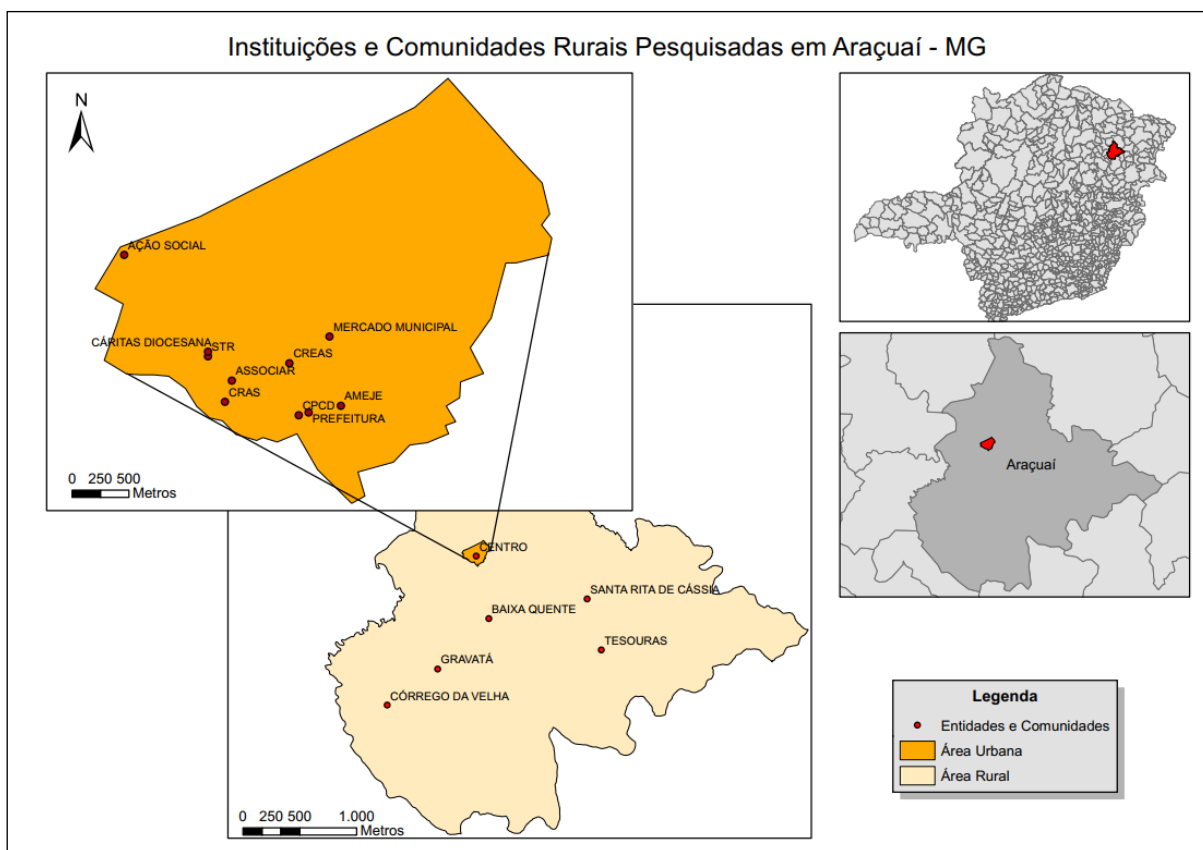 Instituições e Comunidades Rurais Pesquisadas em Araçuaí - MG
N
AÇÃO SOCIAL
MERCADO MUNICIPAL
CÁRITAS DIOCESANA
STR
CREAS
ASSOCIAR
CRAS
CPCD
AMEJE
PREFEITURA
0 250 500
Metros
Araçuaí
CENTRO
SANTA RITA DE CÁSSIA
BAIXA QUENTE
TESOURAS
GRAVATÁ
CÓRREGO DA VELHA
0 250 500 1.000
Metros
Legenda
Entidades e Comunidades
Área Urbana
Área Rural